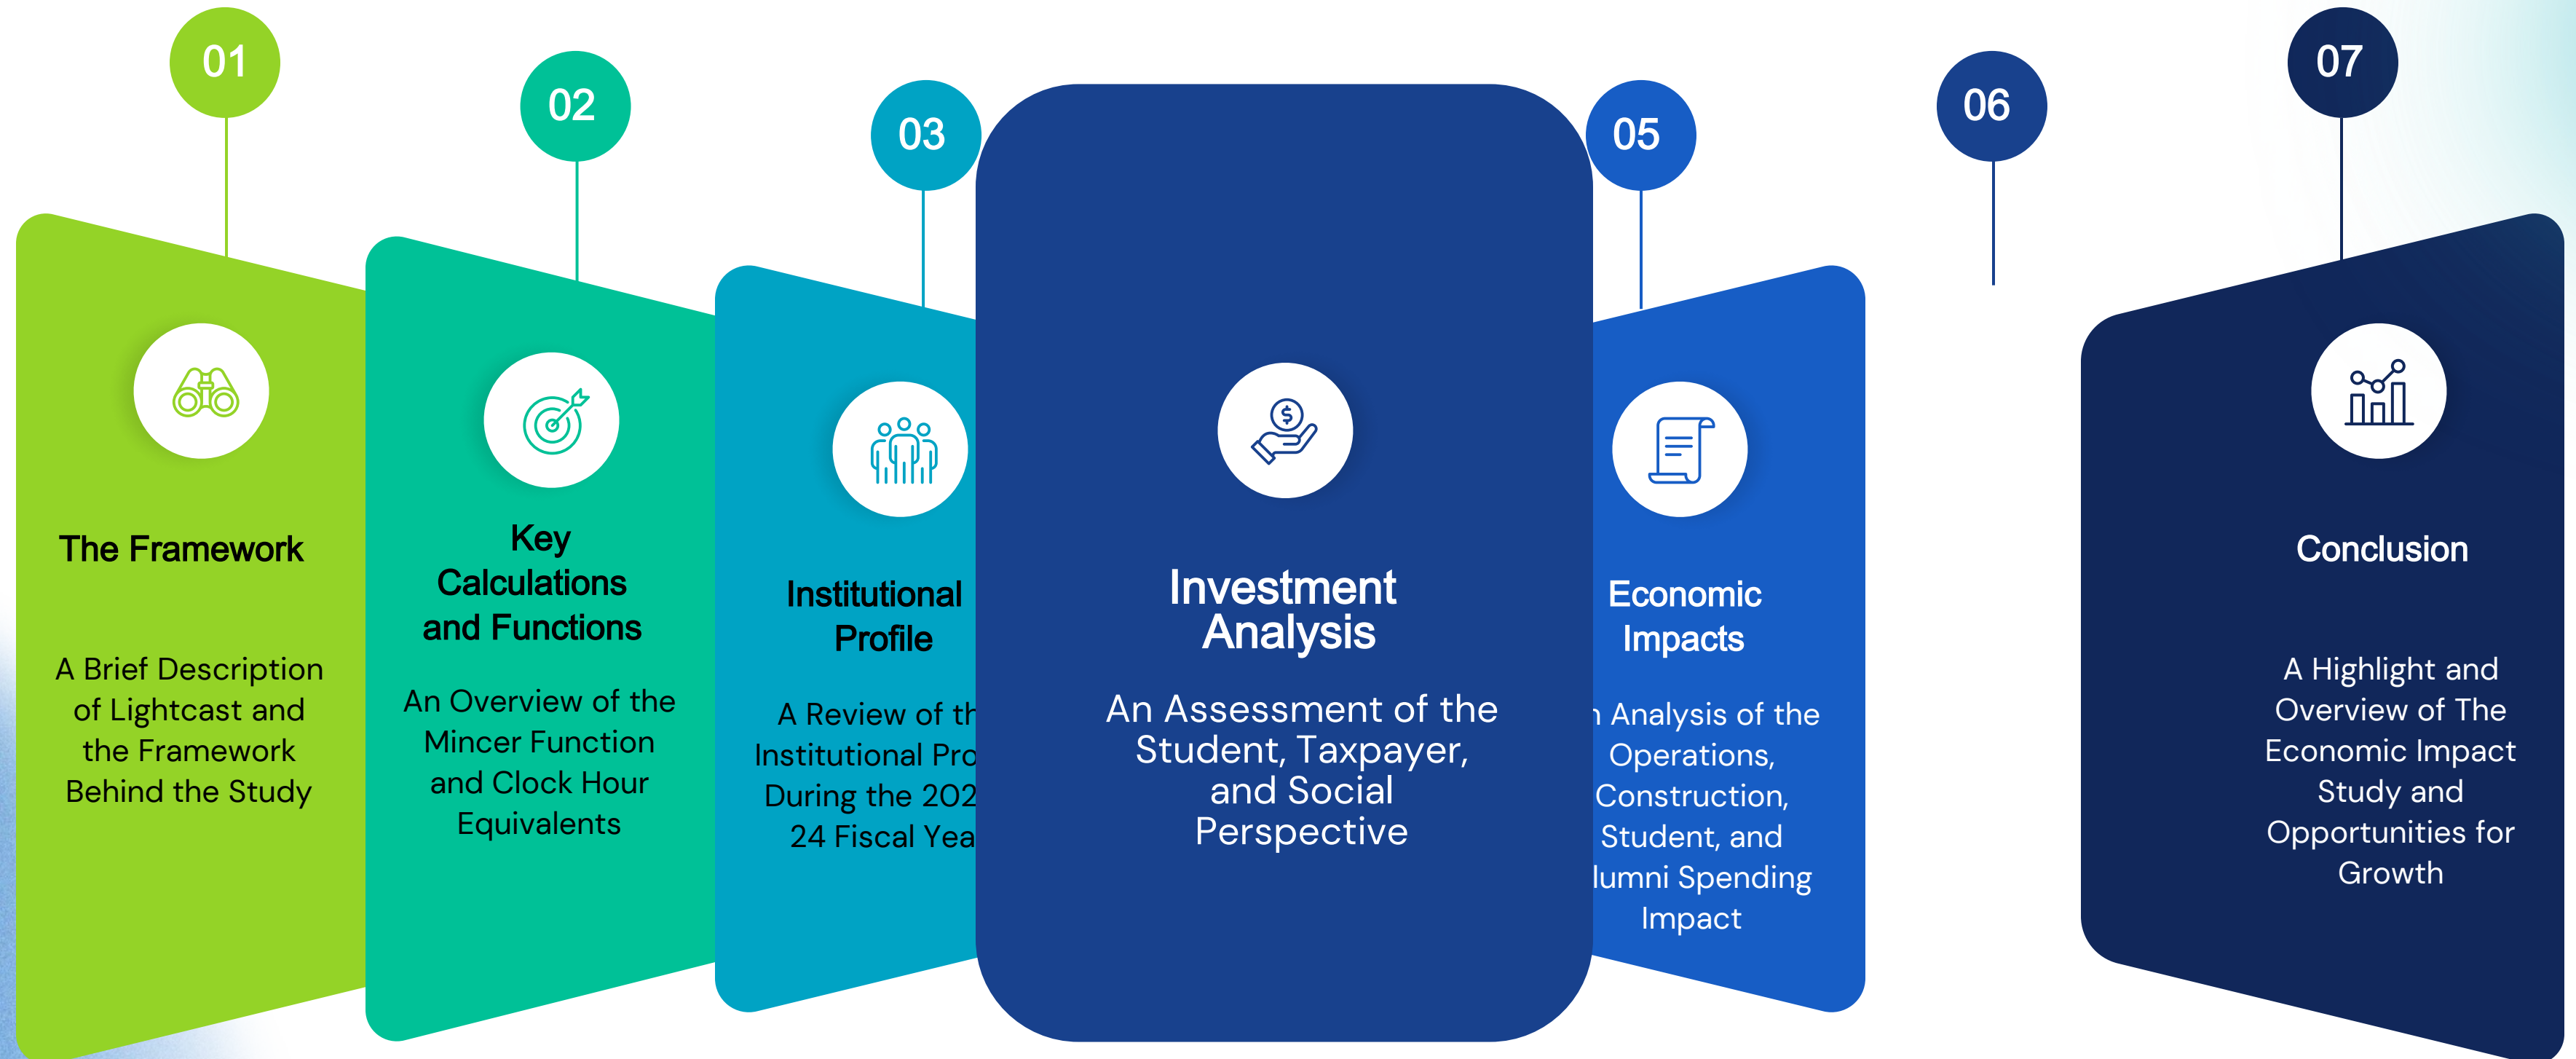 01
The Framework
A Brief Description
of Lightcast and
the Framework
Behind the Study
02
Key
Calculations
and Functions
An Overview of the
Mincer Function
and Clock Hour
Equivalents
03
Institutional
Profile
A Review of th
Institutional Pro
During the 202
24 Fiscal Yea
Investment
Analysis
An Assessment of the
Student, Taxpayer,
and Social
Perspective
05
Economic
Impacts
n Analysis of the
Operations,
Construction,
Student, and
lumni Spending
Impact
06
07
Conclusion
A Highlight and
Overview of The
Economic Impact
Study and
Opportunities for
Growth